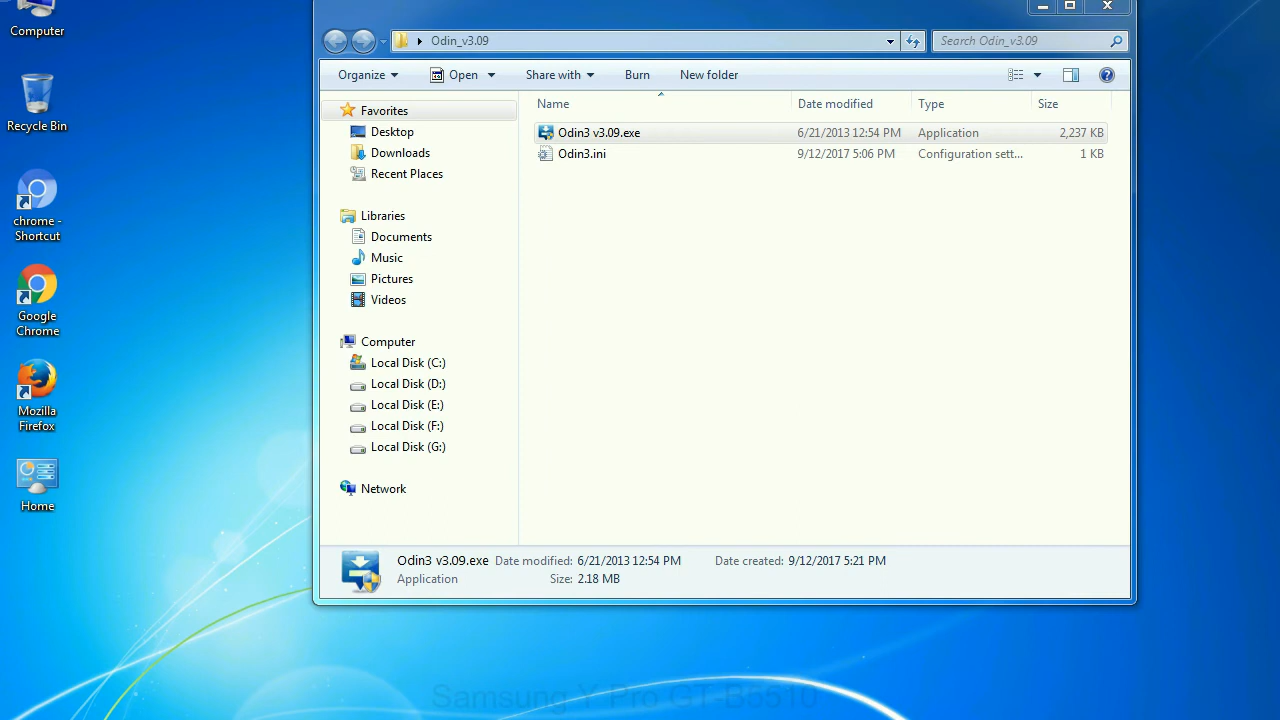 Computer
Recycle Bin
chrome -
Shortcut
Google
Chrome
Mozilla
Firefox
Home
Odin_v3.09
Search Odin_v3.09
Organize
Open
Share with
Burn
New folder
Favorites
Desktop
Downloads
Recent Places
Libraries
Documents
Music
Pictures
Videos
Computer
Local Disk (C:)
Local Disk (D:)
Local Disk (E:)
Local Disk (F:)
Local Disk (G:)
Network
Name Date modified Type Size
Odin3 v3.09.exe 6/21/2013 12:54 PM Application 2,237 KB
Odin3.ini 9/12/2017 5:06 PM Configuration sett... 1 KB
Odin3 v3.09.exe Date modified: 6/21/2013 12:54 PM Date created: 9/12/2017 5:21 PM
Application Size: 2.18 MB
Samsung Y Pro GT-B5510